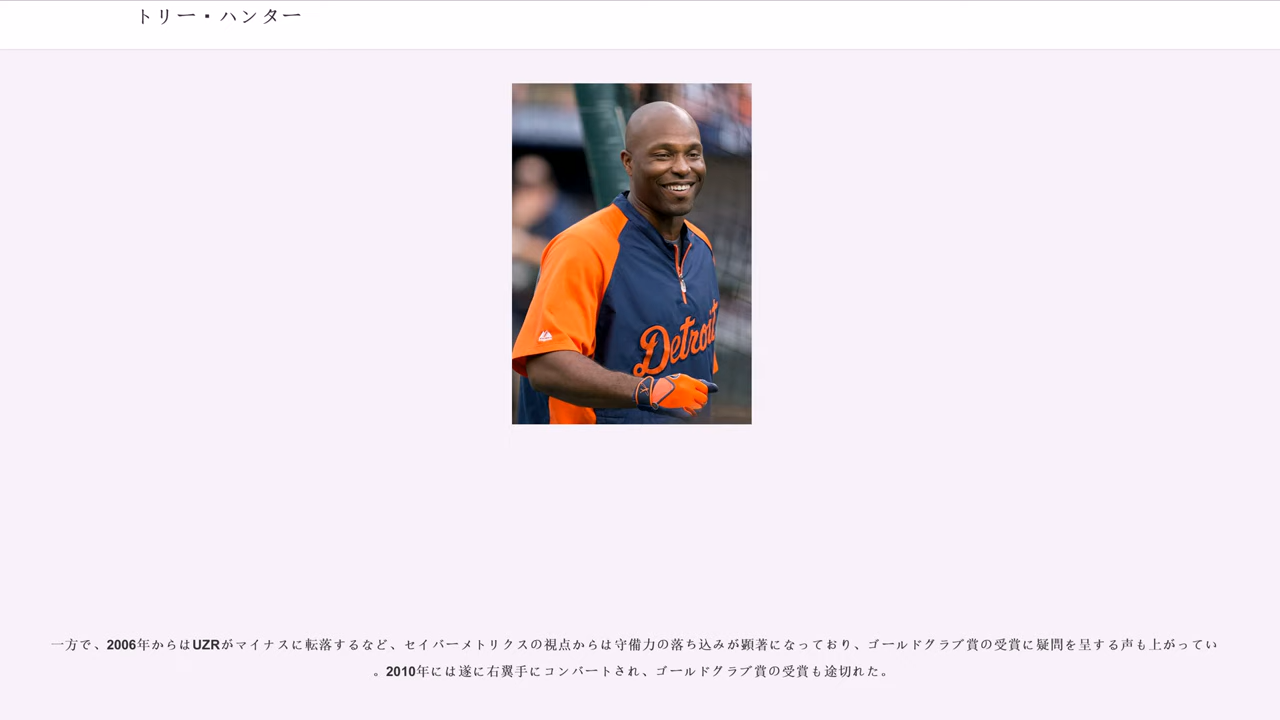 トリー・ハンター
Detroit
一方で、2006年からはUZRがマイナスに転落するなど、セイバーメトリクスの視点からは守備力の落ち込みが顕著になっており、ゴールドグラブ賞の受賞に疑問を呈する声も上がってい
。2010年には遂に右翼手にコンバートされ、ゴールドグラブ賞の受賞も途切れた。